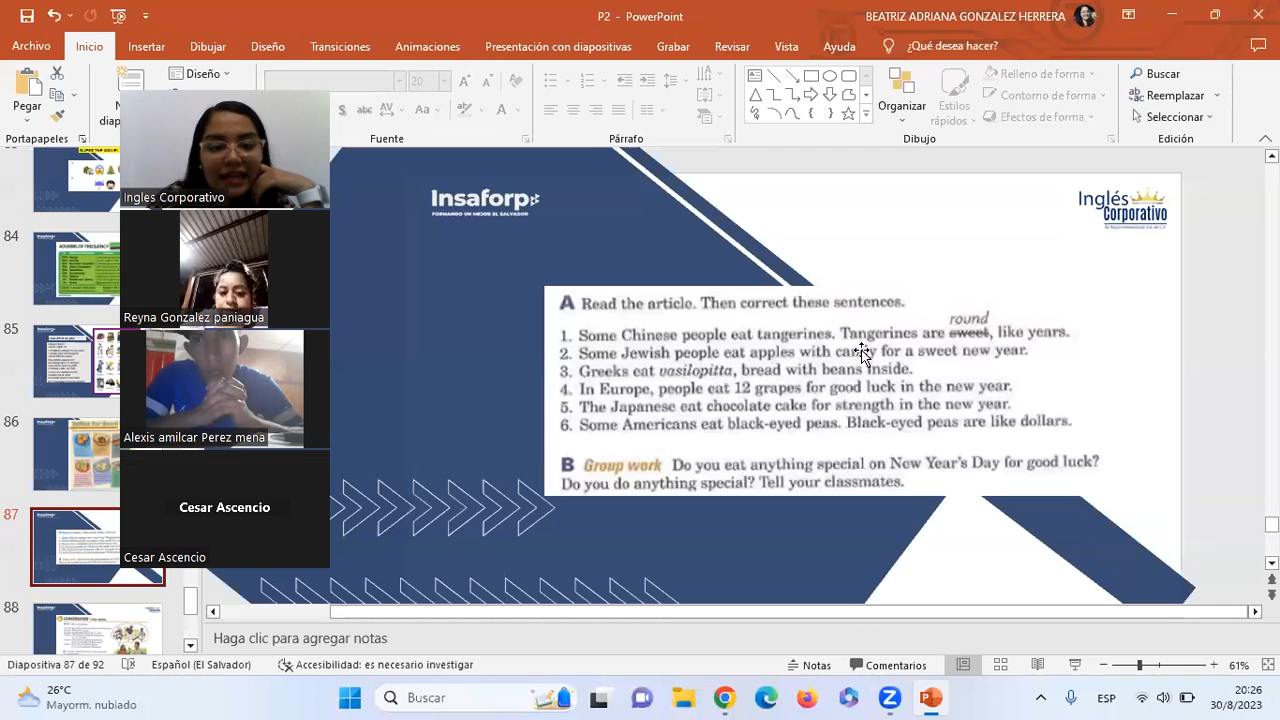 P2 - PowerPoint
BEATRIZ ADRIANA GONZALEZ HERRERA
Archivo Inicio Insertar Dibujar Diseño Transiciones Animaciones Presentación con diapositivas Grabar Revisar Vista Ayuda ¿Qué desea hacer?
Pegar
Portapapeles
Diseño
20
Aa
Fuente
Párrafo
Organizar
Estilos
rápidos
Relleno de forma
Contorno de forma
Efectos de forma
Dibujo
Buscar
Reemplazar
Seleccionar
Edición
Ingles Corporativo
Reyna Gonzalez paniagua
Alexis amilcar Perez mena
Cesar Ascencio
Cesar Ascencio
84
85
86
87
88
Insaforp
FORMANDO UN MEJOR EL SALVADOR
Inglés
Corporativo
A Read the article. Then correct these sentences.
round
1. Some Chinese people eat tangerines. Tangerines are sweet, like years.
2. Some Jewish people eat apples with candy for a sweet new year.
3. Greeks eat vasilopitta, bread with beans inside.
4. In Europe, people eat 12 grapes for good luck in the new year.
5. The Japanese eat chocolate cake for strength in the new year.
6. Some Americans eat black-eyed peas. Black-eyed peas are like dollars.
B Group work Do you eat anything special on New Year's Day for good luck?
Do you do anything special? Tell your classmates.
Haga clic para agregar notas
Diapositiva 87 de 92 Español (El Salvador) Accesibilidad: es necesario investigar Notas Comentarios 61%
26°C
Mayorm. nublado
Buscar
ESP
20:26
30/8/2023